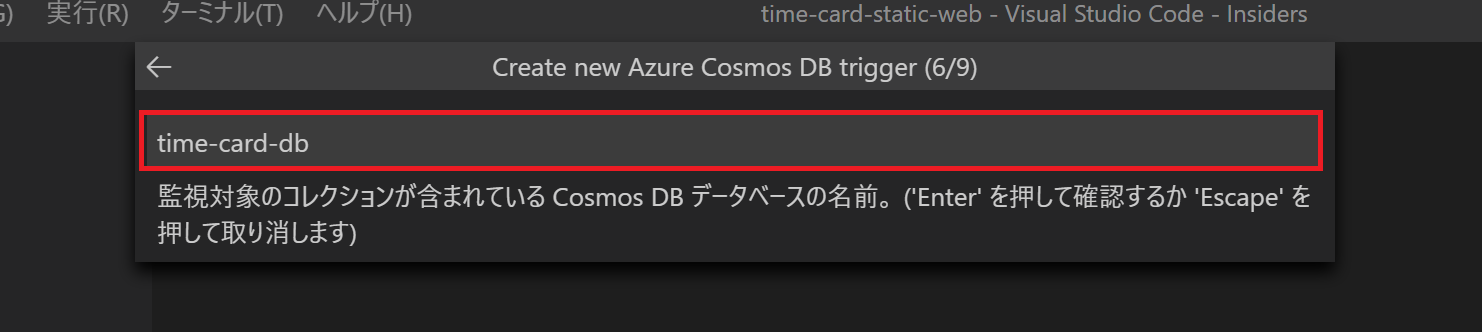 G) 実行(R) ターミナル(T) ヘルプ(H) time-card-static-web - Visual Studio Code - Insiders
Create new Azure Cosmos DB trigger (6/9)
time-card-db
監視対象のコレクションが含まれている Cosmos DB データベースの名前。('Enter' を押して確認するか 'Escape' を
押して取り消します)